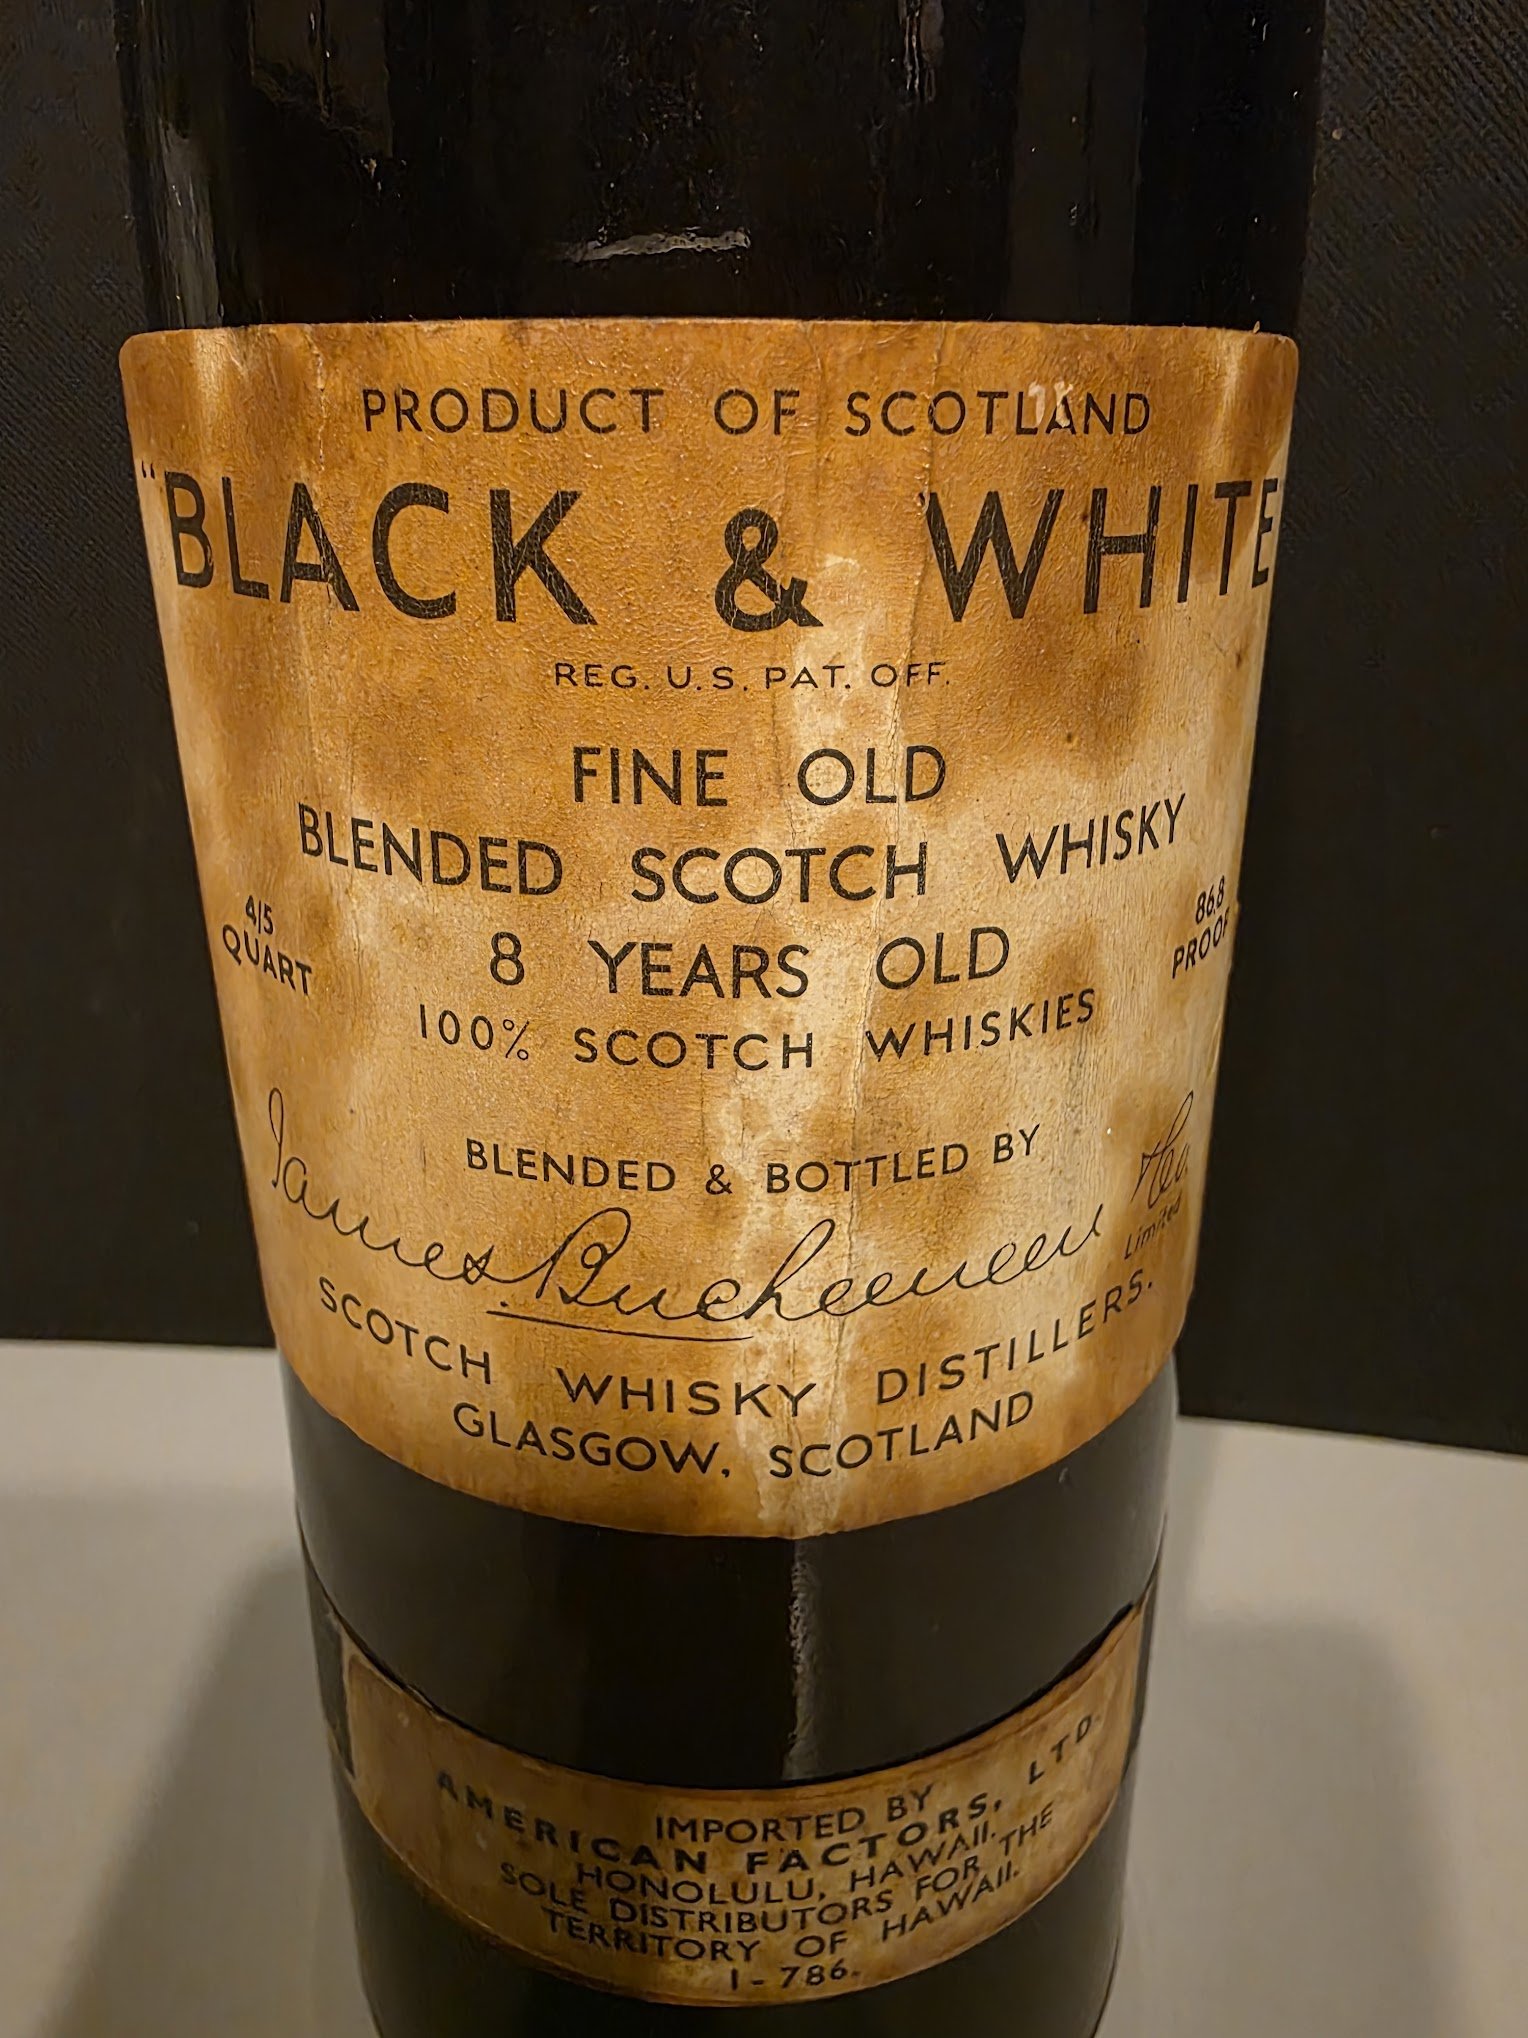 PRODUCT OF SCOTLAND
"BLACK & WHITE
REG. U.S. PAT. OFF.
FINE OLD
BLENDED SCOTCH WHISKY
4/5
QUART
8 YEARS OLD
86.8
PROOF
100% SCOTCH WHISKIES
BLENDED & BOTTLED BY
James Buchanan & Co
Limited
SCOTCH WHISKY DISTILLERS.
GLASGOW, SCOTLAND
IMPORTED BY
AMERICAN FACTORS, LTD.
HONOLULU, HAWAII.
SOLE DISTRIBUTORS FOR THE
TERRITORY OF HAWAII.
I-786.